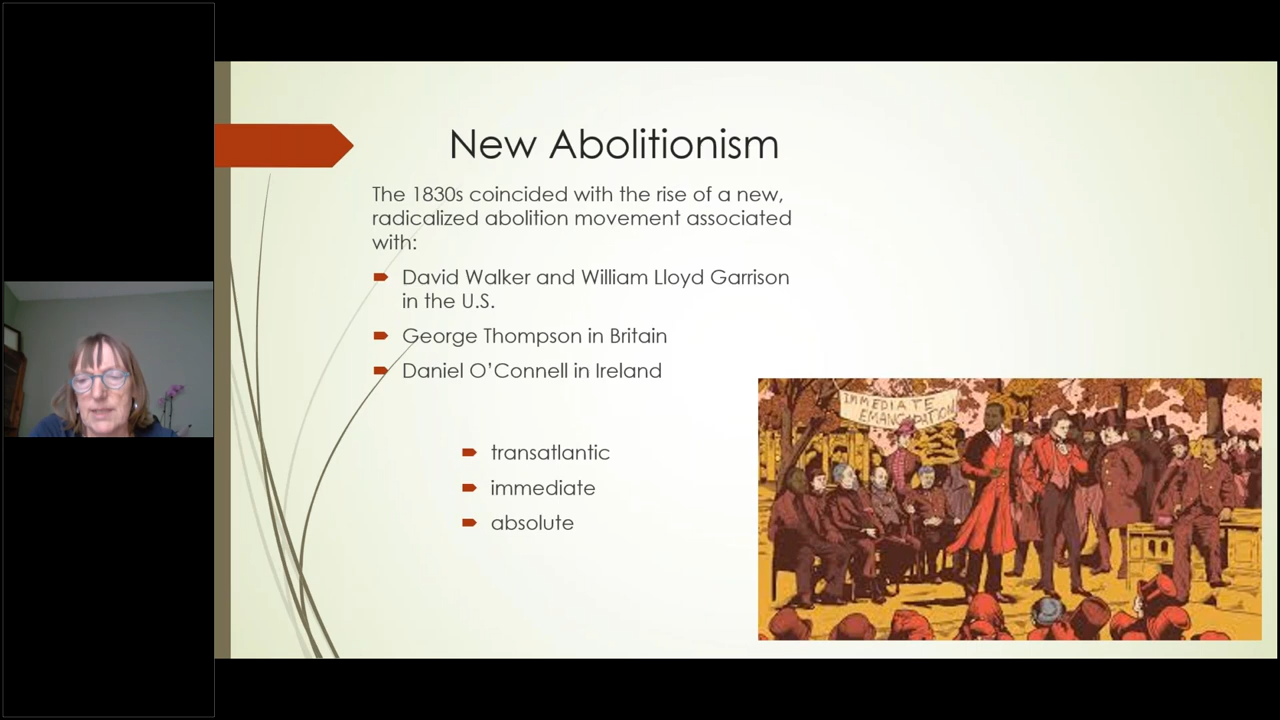 New Abolitionism
The 1830s coincided with the rise of a new,
radicalized abolition movement associated
with:
David Walker and William Lloyd Garrison
in the U.S.
George Thompson in Britain
Daniel O’Connell in Ireland
transatlantic
immediate
absolute
IMMEDIATE
EMANCIPATION